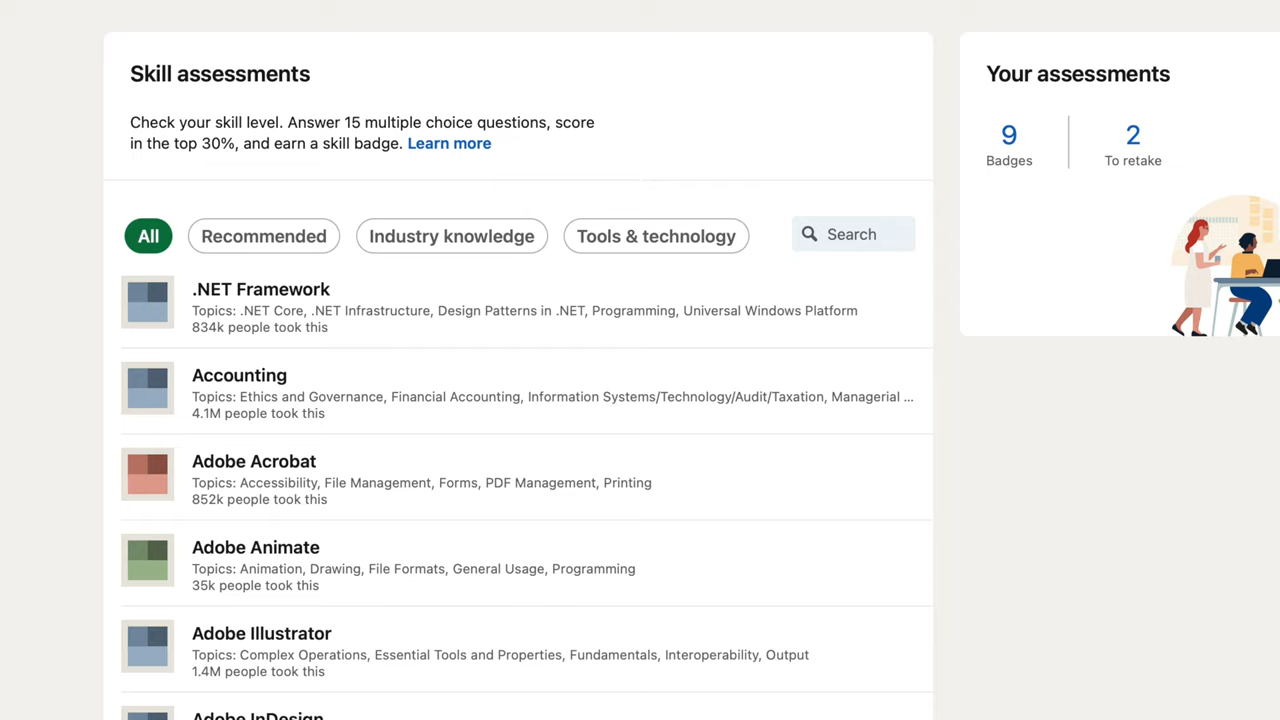 Skill assessments
Check your skill level. Answer 15 multiple choice questions, score
in the top 30%, and earn a skill badge. Learn more
All
Recommended
Industry knowledge
Tools & technology
Search
.NET Framework
Topics: .NET Core, .NET Infrastructure, Design Patterns in .NET, Programming, Universal Windows Platform
834k people took this
Accounting
Topics: Ethics and Governance, Financial Accounting, Information Systems/Technology/Audit/Taxation, Managerial ...
4.1M people took this
Adobe Acrobat
Topics: Accessibility, File Management, Forms, PDF Management, Printing
852k people took this
Adobe Animate
Topics: Animation, Drawing, File Formats, General Usage, Programming
35k people took this
Adobe Illustrator
Topics: Complex Operations, Essential Tools and Properties, Fundamentals, Interoperability, Output
1.4M people took this
Adobe InDesign
Your assessments
9
Badges
2
To retake